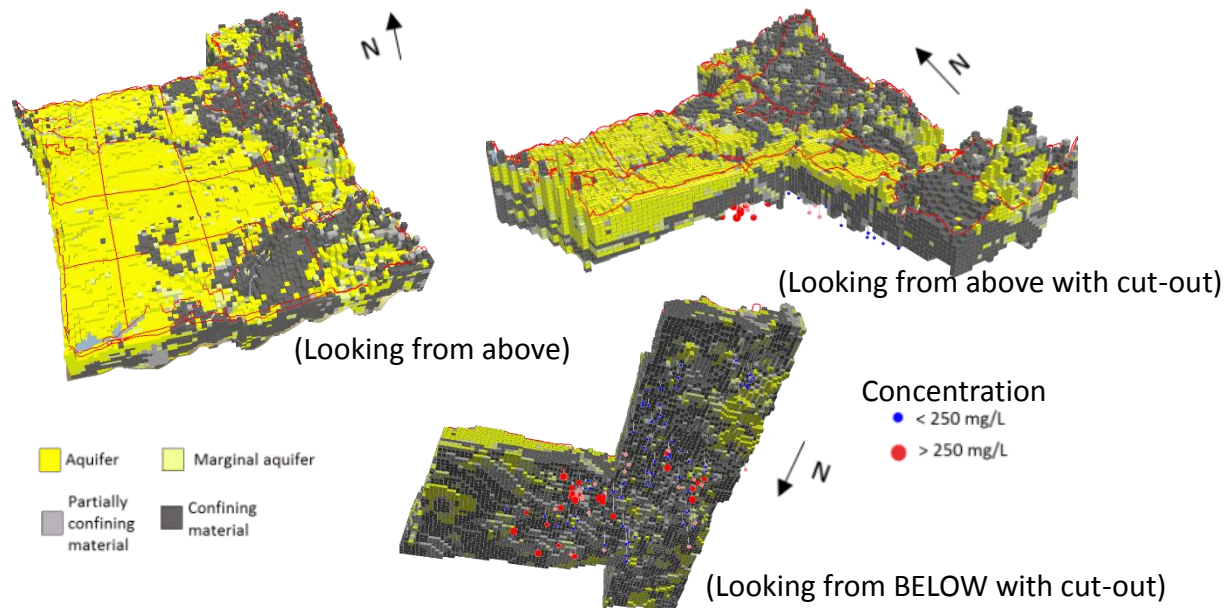 N
N
(Looking from above with cut-out)
(Looking from above)
Concentration
< 250 mg/L
> 250 mg/L
N
Aquifer
Marginal aquifer
Partially
confining
material
Confining
material
(Looking from BELOW with cut-out)